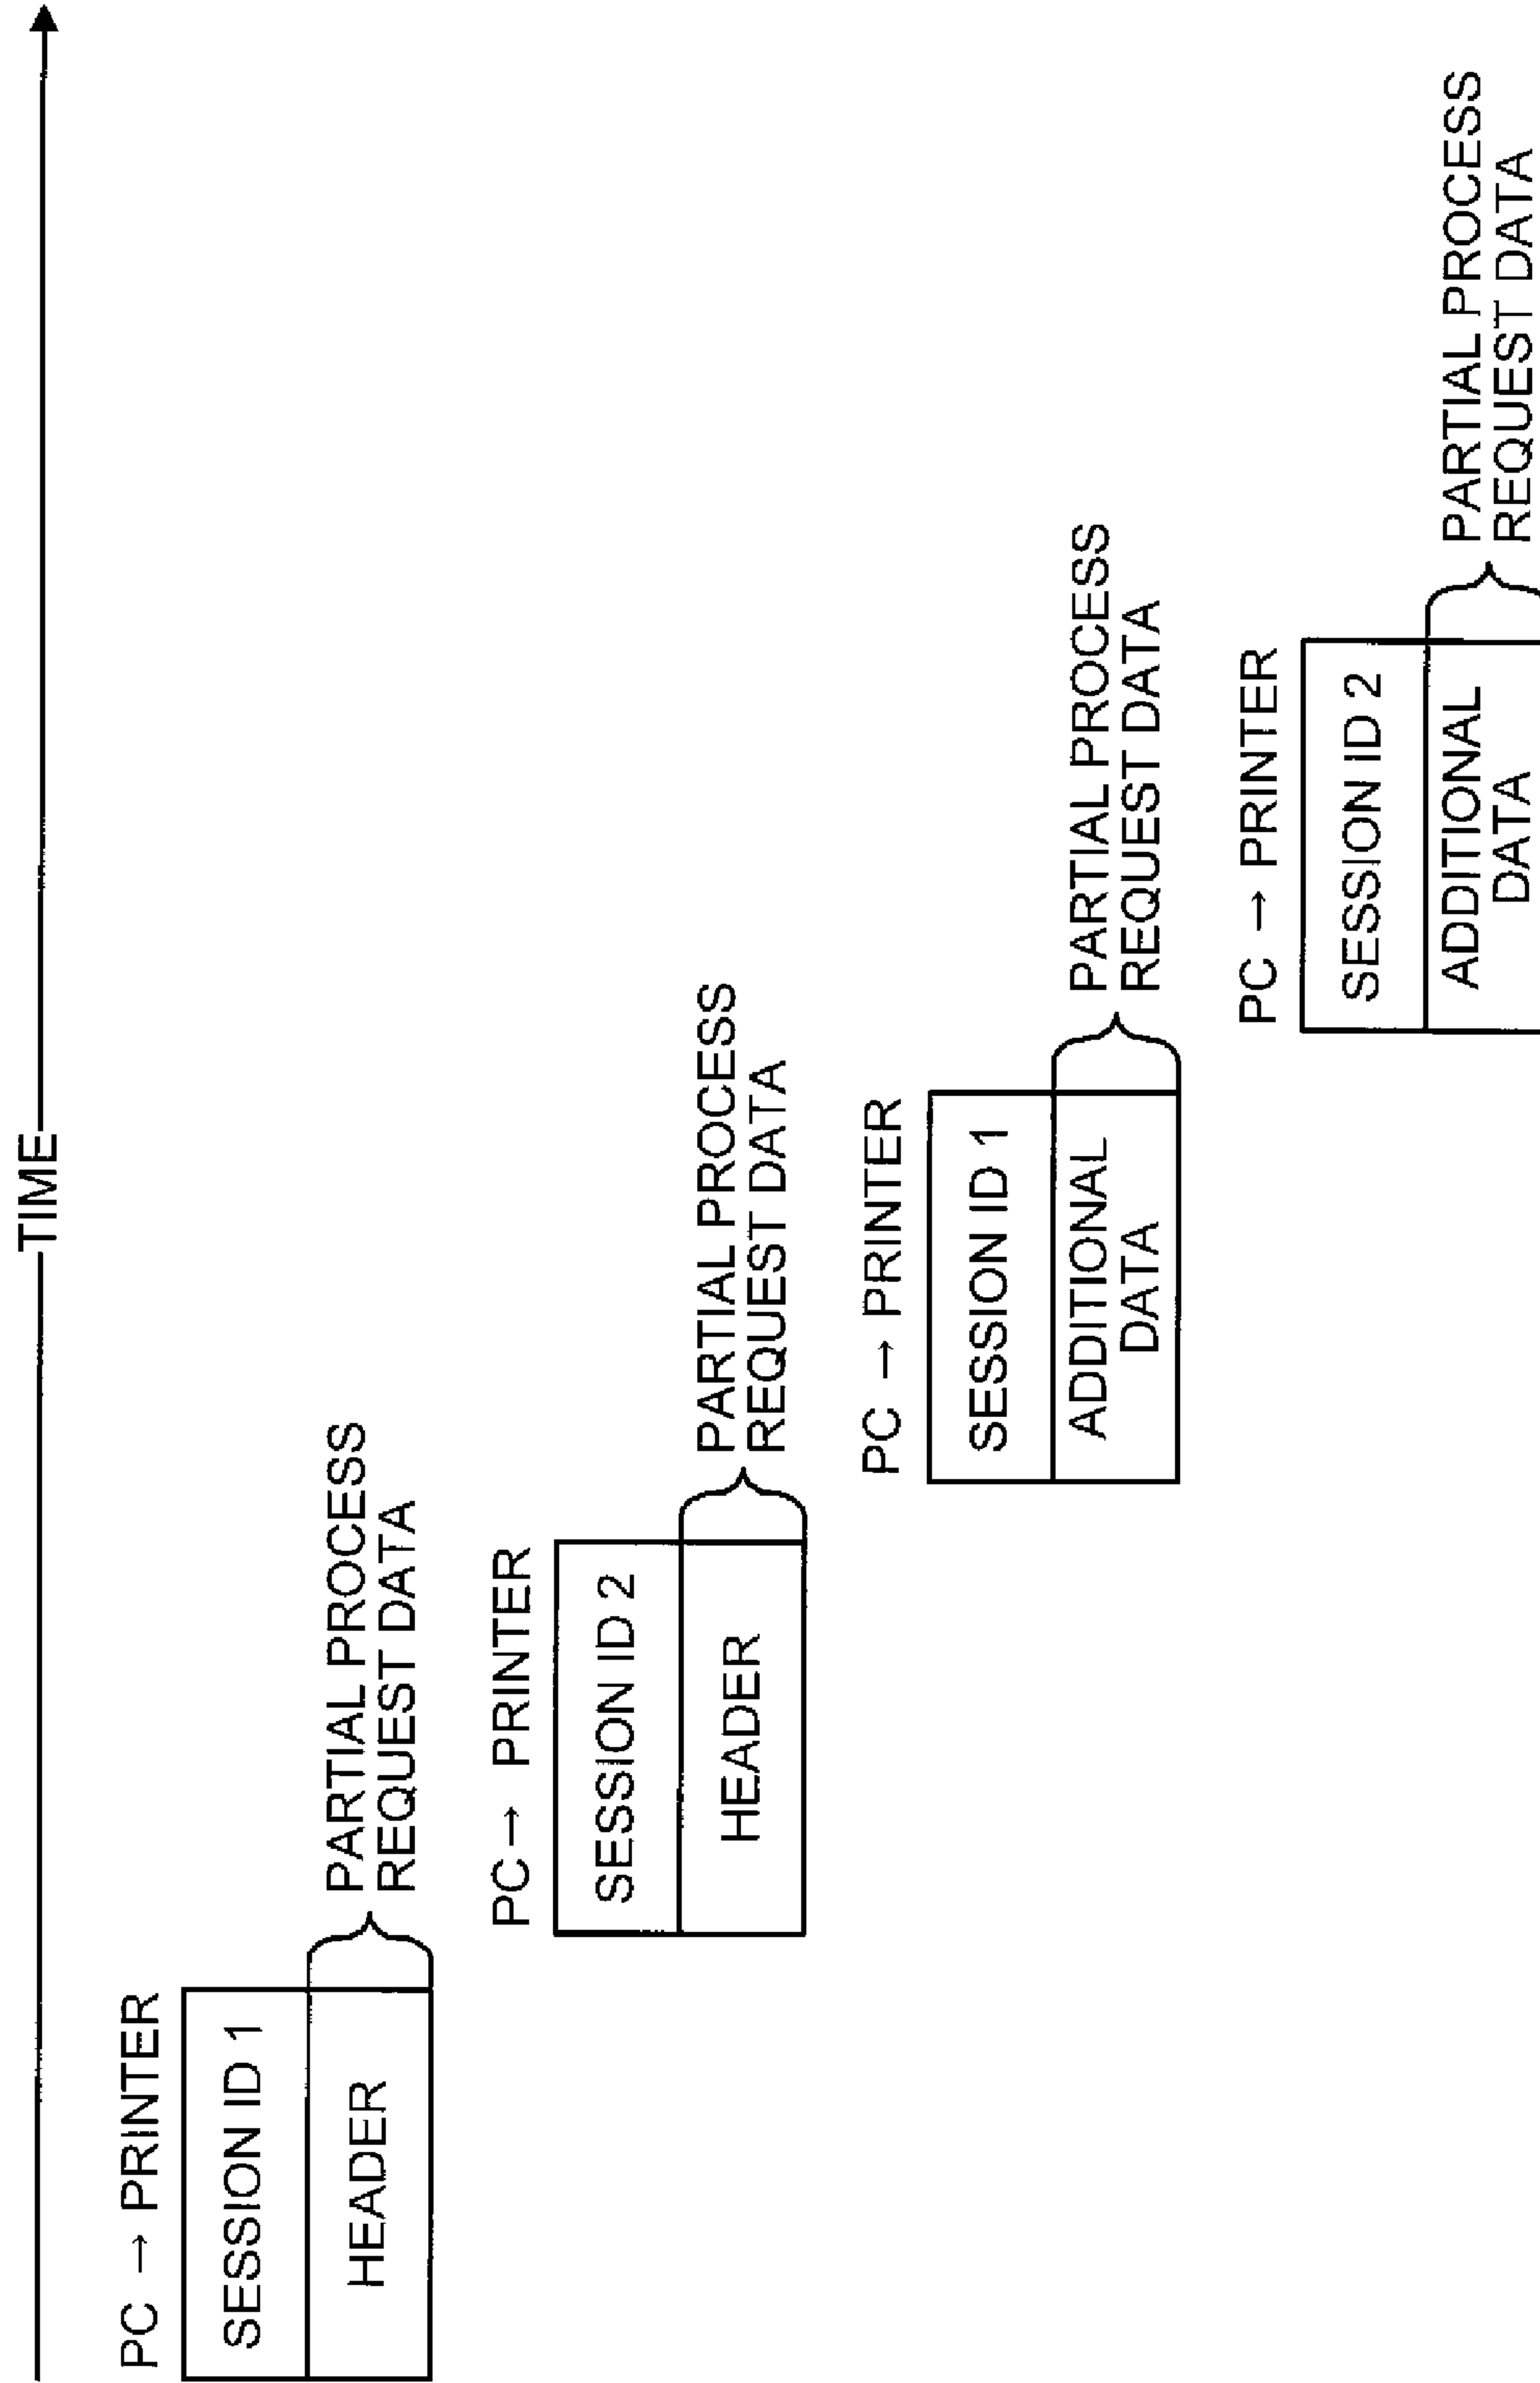 TIME
PC → PRINTER
SESSION ID 1
HEADER
PARTIAL PROCESS
REQUEST DATA
PC → PRINTER
SESSION ID 2
HEADER
PARTIAL PROCESS
REQUEST DATA
PC → PRINTER
SESSION ID 1
ADDITIONAL
DATA
PARTIAL PROCESS
REQUEST DATA
PC → PRINTER
SESSION ID 2
ADDITIONAL
DATA
PARTIAL PROCESS
REQUEST DATA